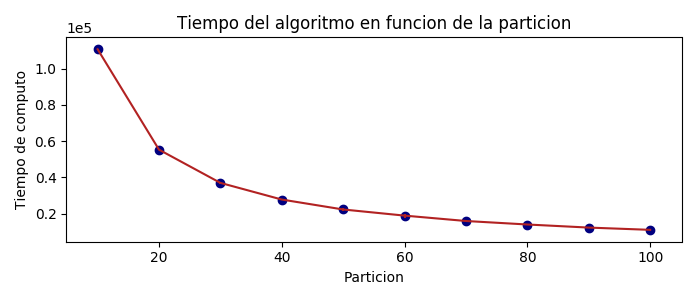 Tiempo del algoritmo en funcion de la particion
1e5
1.0
0.8
0.6
0.4
0.2
Tiempo de computo
20 40 60 80 100
Particion